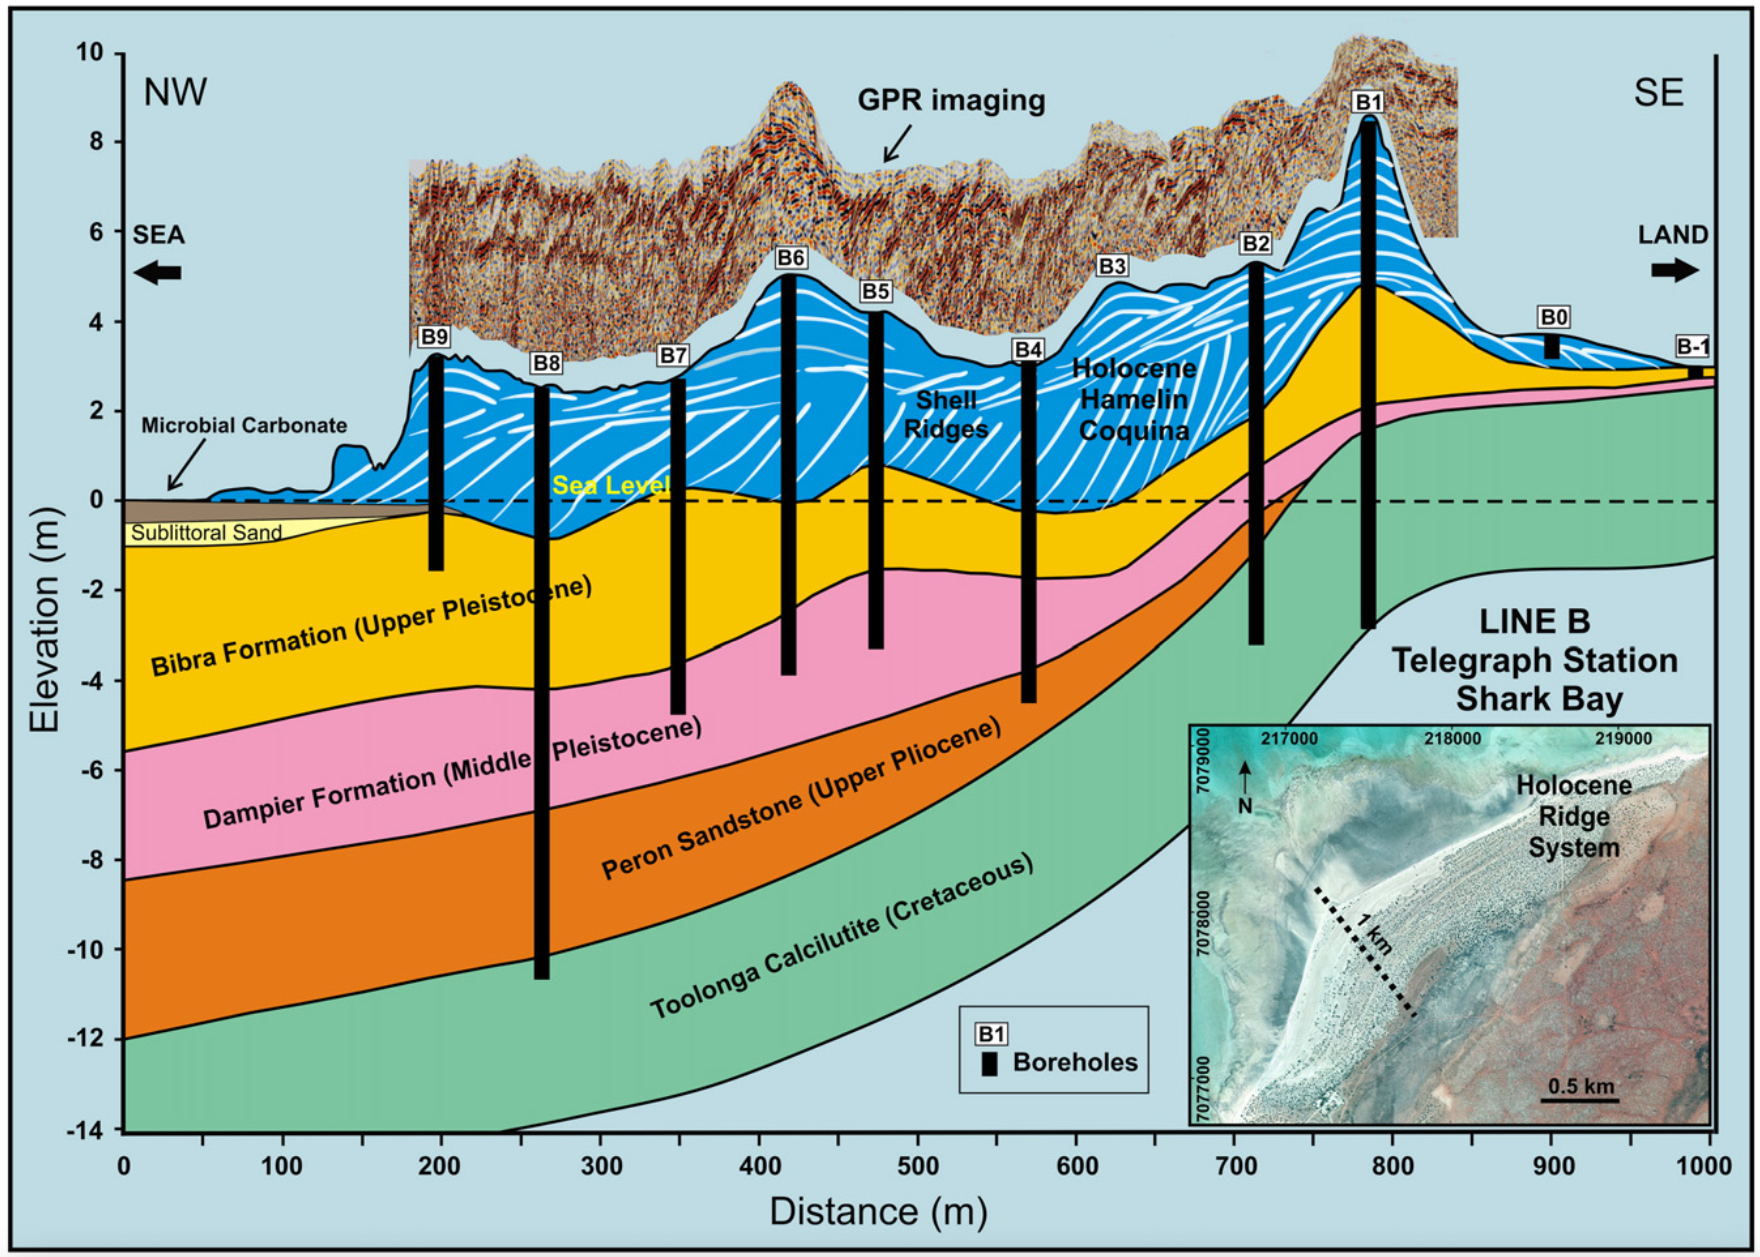 NW
GPR imaging
SE
SEA
LAND
B9
B8
B7
B6
B5
B4
B3
B2
B1
B0
B-1
Microbial Carbonate
Shell
Ridges
Holocene
Hamelin
Coquina
Sea Level
Sublittoral Sand
Bibra Formation (Upper Pleistocene)
Dampier Formation (Middle Pleistocene)
Peron Sandstone (Upper Pliocene)
Toolonga Calcilutite (Cretaceous)
LINE B
Telegraph Station
Shark Bay
217000 218000 219000
7079000
7078000
7077000
N
Holocene
Ridge
System
1 km
0.5 km
B1
Boreholes
Elevation (m)
10
8
6
4
2
0
-2
-4
-6
-8
-10
-12
-14
0 100 200 300 400 500 600 700 800 900 1000
Distance (m)